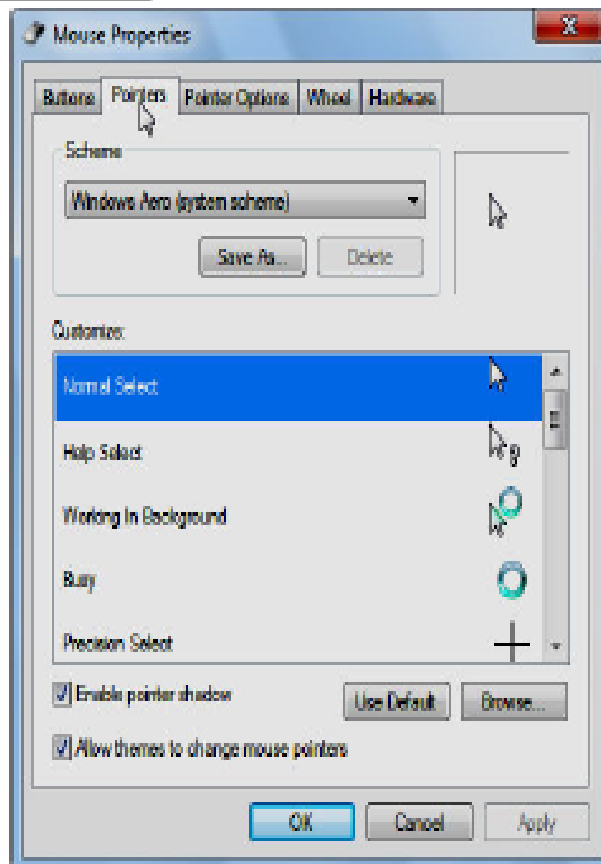 Mouse Properties
Buttons Pointers Pointer Options Wheel Hardware
Scheme
Windows Aero (system scheme)
Save As... Delete
Customize:
Normal Select
Help Select
Working In Background
Busy
Precision Select
Enable pointer shadow
Use Default Browse...
Allow themes to change mouse pointers
OK Cancel Apply